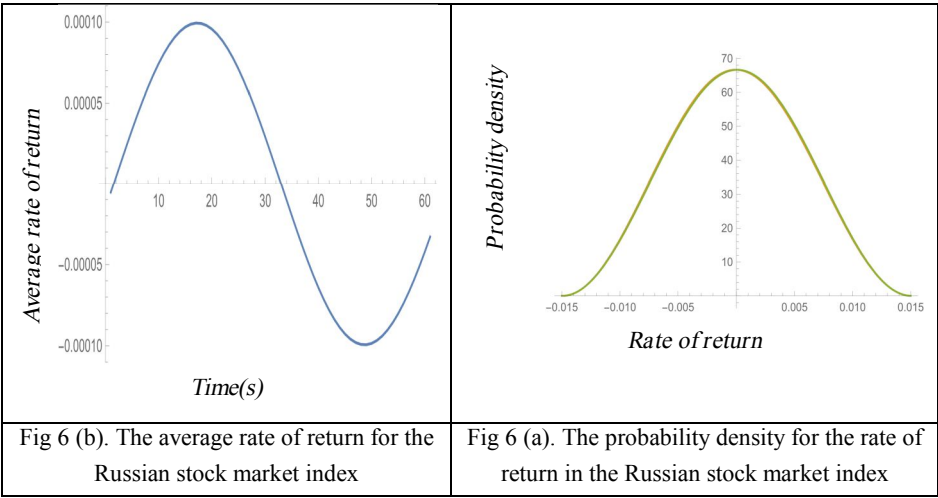 0.00010
0.00005
10 20 30 40 50 60
−0.00005
−0.00010
Average rate of return
Time(s)
Fig 6 (b). The average rate of return for the
Russian stock market index
70
60
50
40
30
20
10
−0.015 −0.010 −0.005 0.005 0.010 0.015
Probability density
Rate of return
Fig 6 (a). The probability density for the rate of
return in the Russian stock market index